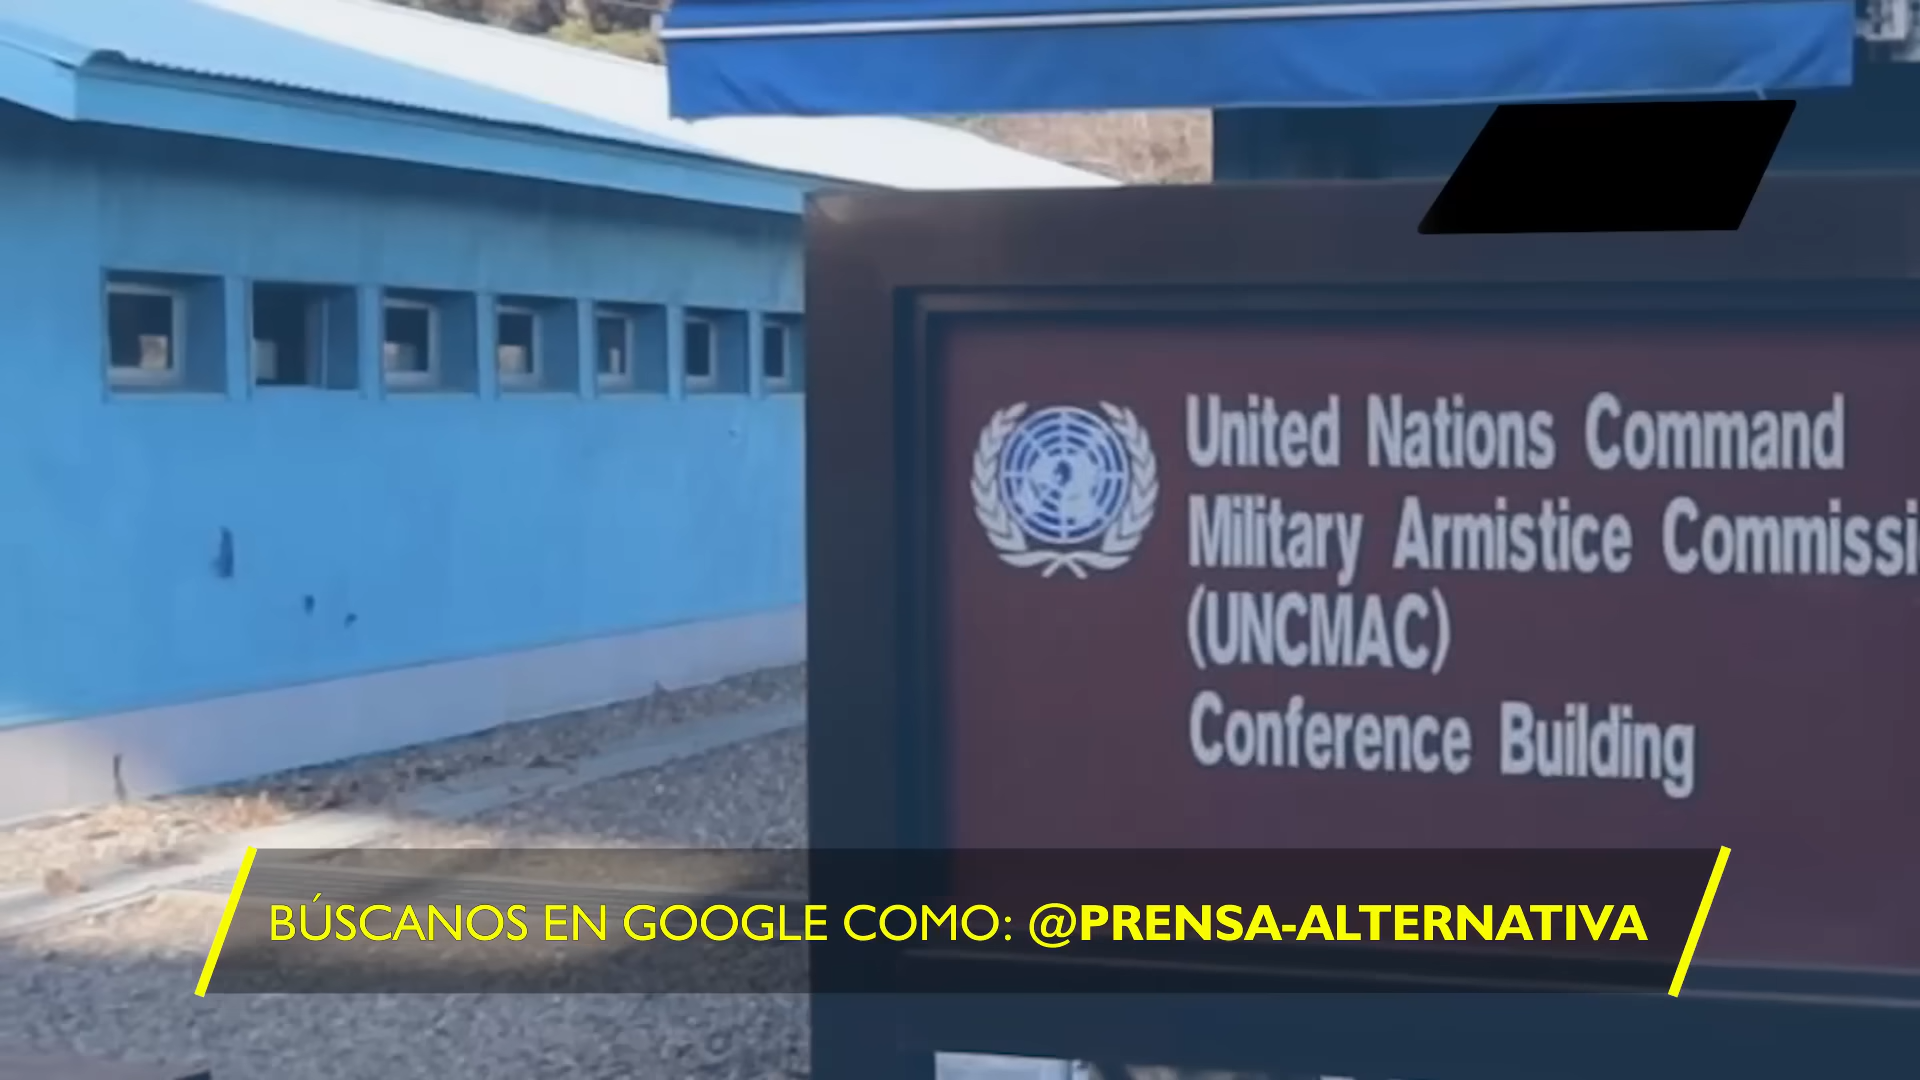 United Nations Command
Military Armistice Commissi
(UNCMAC)
Conference Building
BÚSCANOS EN GOOGLE COMO: @PRENSA-ALTERNATIVA